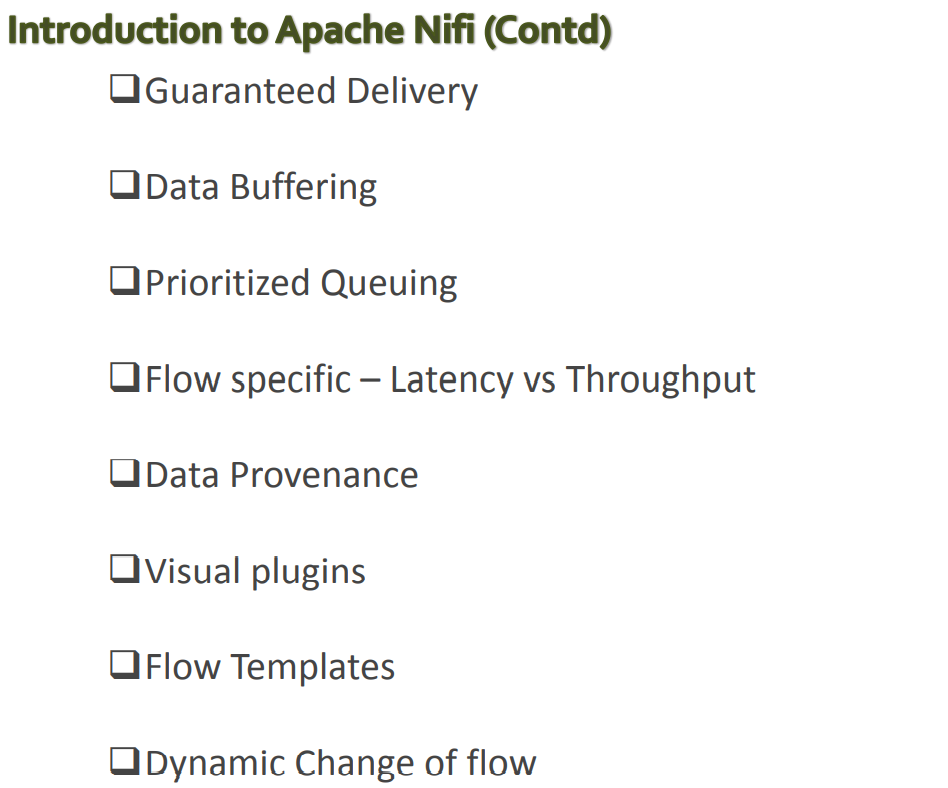 Introduction to Apache Nifi (Contd)
Guaranteed Delivery
Data Buffering
Prioritized Queuing
Flow specific – Latency vs Throughput
Data Provenance
Visual plugins
Flow Templates
Dynamic Change of flow